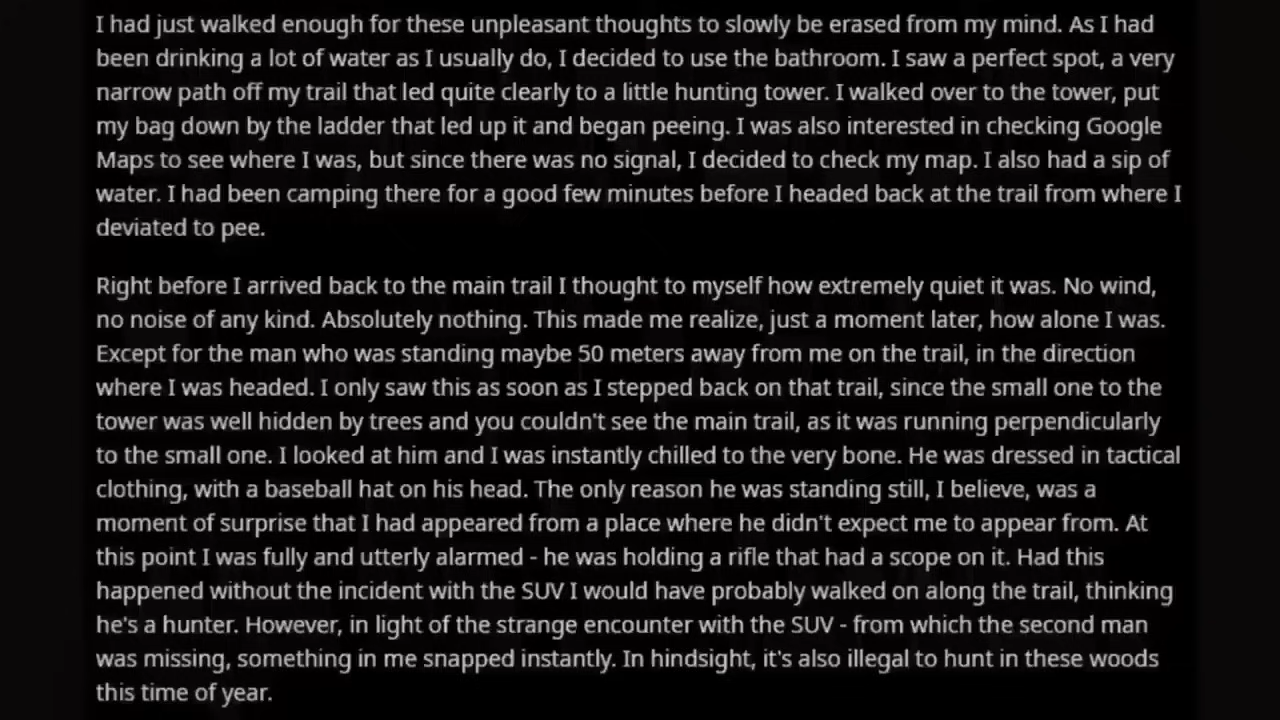 I had just walked enough for these unpleasant thoughts to slowly be erased from my mind. As I had
been drinking a lot of water as I usually do, I decided to use the bathroom. I saw a perfect spot, a very
narrow path off my trail that led quite clearly to a little hunting tower. I walked over to the tower, put
my bag down by the ladder that led up it and began peeing. I was also interested in checking Google
Maps to see where I was, but since there was no signal, I decided to check my map. I also had a sip of
water. I had been camping there for a good few minutes before I headed back at the trail from where I
deviated to pee.
Right before I arrived back to the main trail I thought to myself how extremely quiet it was. No wind,
no noise of any kind. Absolutely nothing. This made me realize, just a moment later, how alone I was.
Except for the man who was standing maybe 50 meters away from me on the trail, in the direction
where I was headed. I only saw this as soon as I stepped back on that trail, since the small one to the
tower was well hidden by trees and you couldn't see the main trail, as it was running perpendicularly
to the small one. I looked at him and I was instantly chilled to the very bone. He was dressed in tactical
clothing, with a baseball hat on his head. The only reason he was standing still, I believe, was a
moment of surprise that I had appeared from a place where he didn't expect me to appear from. At
this point I was fully and utterly alarmed - he was holding a rifle that had a scope on it. Had this
happened without the incident with the SUV I would have probably walked on along the trail, thinking
he's a hunter. However, in light of the strange encounter with the SUV - from which the second man
was missing, something in me snapped instantly. In hindsight, it's also illegal to hunt in these woods
this time of year.